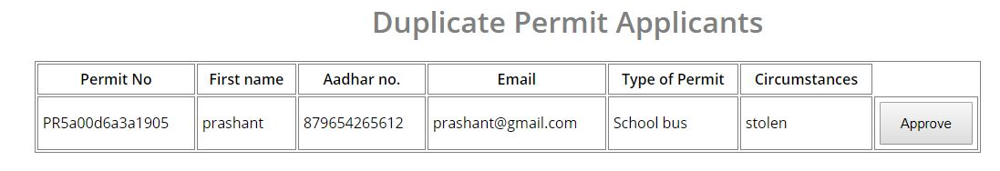 Duplicate Permit Applicants
Permit No First name Aadhar no. Email Type of Permit Circumstances
PR5a00d6a3a1905 prashant 879654265612 prashant@gmail.com School bus stolen Approve